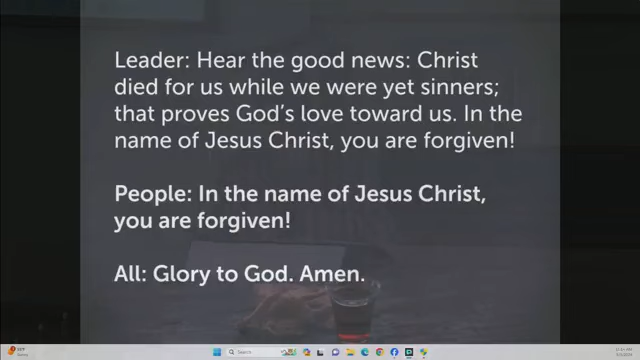 Leader: Hear the good news: Christ
died for us while we were yet sinners;
that proves God's love toward us. In the
name of Jesus Christ, you are forgiven!
People: In the name of Jesus Christ,
you are forgiven!
All: Glory to God. Amen.
Search